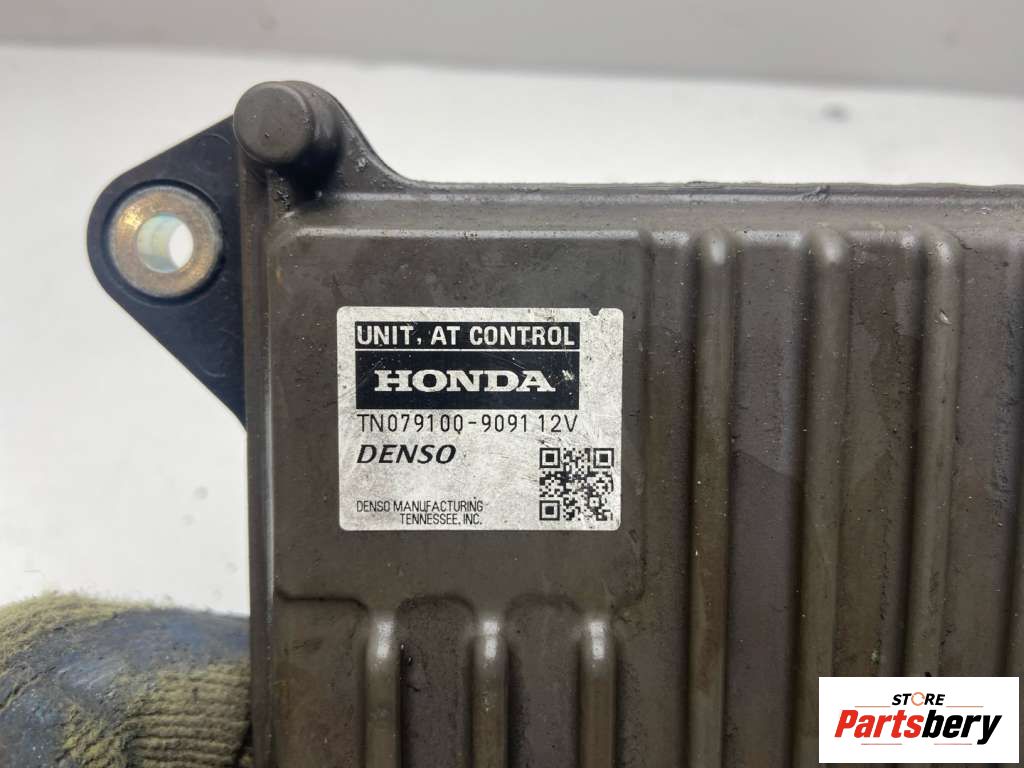 UNIT, AT CONTROL
HONDA
TN079100-9091 12V
DENSO
DENSO MANUFACTURING
TENNESSEE, INC.
STORE
Partsbery